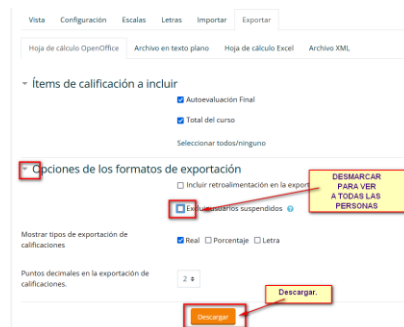 Vista Configuración Escalas Letras Importar Exportar
Hoja de cálculo OpenOffice Archivo en texto plano Hoja de cálculo Excel Archivo XML
Ítems de calificación a incluir
Autoevaluación Final
Total del curso
Seleccionar todos/ninguno
Opciones de los formatos de exportación
Incluir retroalimentación en la export
DESMARCAR
PARA VER
A TODAS LAS
PERSONAS
Excluir usuarios suspendidos
Mostrar tipos de exportación de
calificaciones
Real Porcentaje Letra
Puntos decimales en la exportación de
calificaciones.
2
Descargar.
Descargar